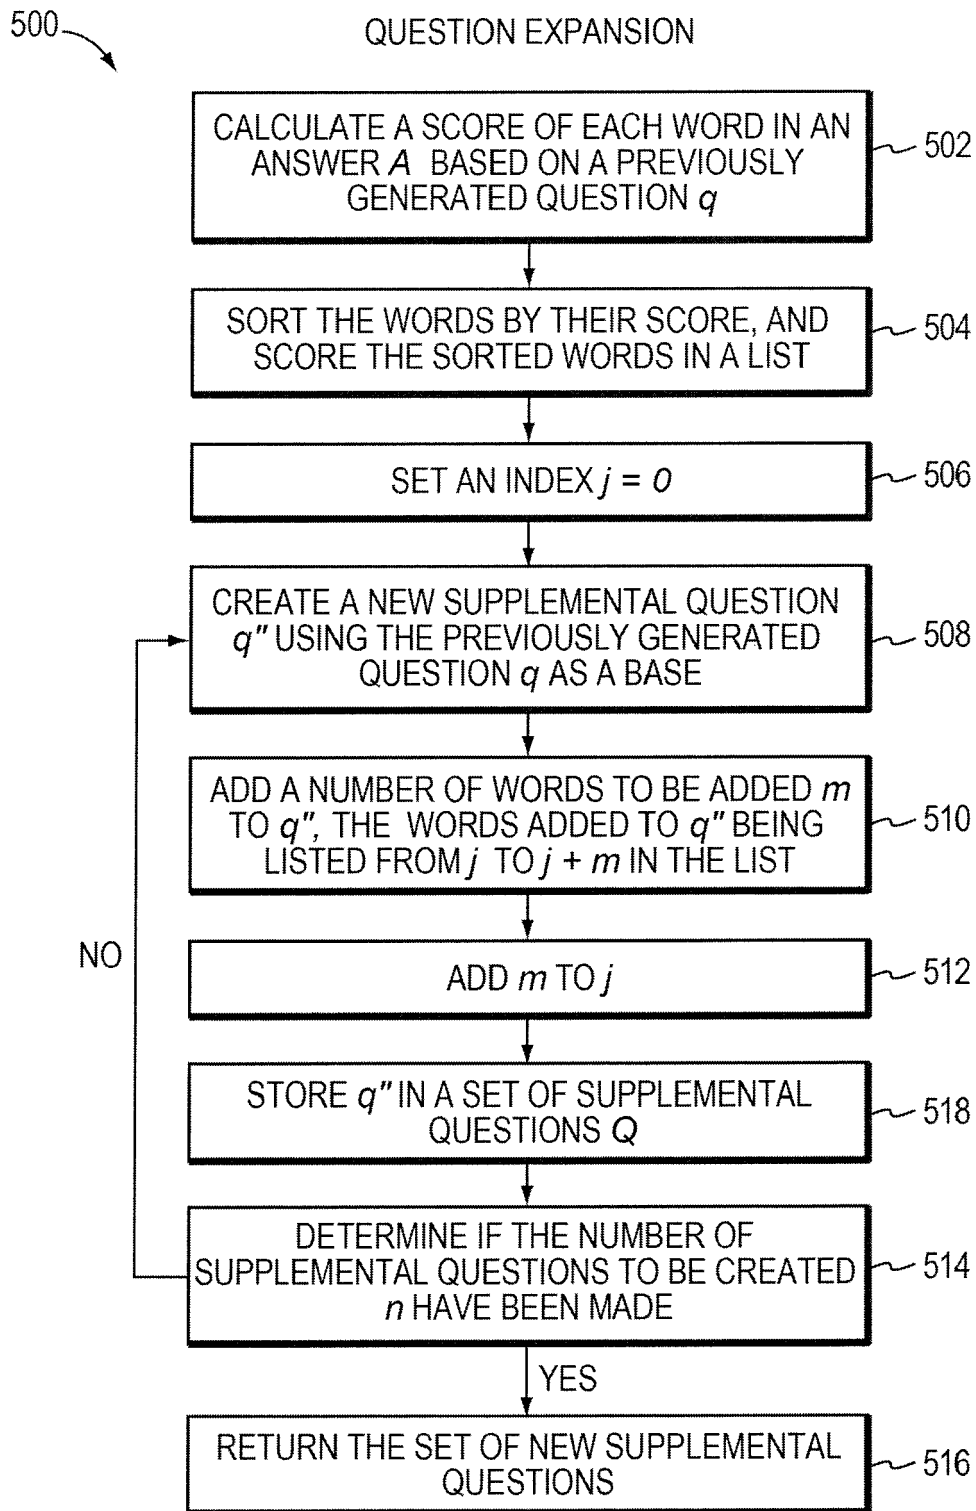 500
QUESTION EXPANSION
CALCULATE A SCORE OF EACH WORD IN AN
ANSWER A BASED ON A PREVIOUSLY
GENERATED QUESTION q
502
SORT THE WORDS BY THEIR SCORE, AND
SCORE THE SORTED WORDS IN A LIST
504
SET AN INDEX j = 0
506
CREATE A NEW SUPPLEMENTAL QUESTION
q" USING THE PREVIOUSLY GENERATED
QUESTION q AS A BASE
508
ADD A NUMBER OF WORDS TO BE ADDED m
TO q", THE WORDS ADDED TO q" BEING
LISTED FROM j TO j + m IN THE LIST
510
NO
ADD m TO j
512
STORE q" IN A SET OF SUPPLEMENTAL
QUESTIONS Q
518
DETERMINE IF THE NUMBER OF
SUPPLEMENTAL QUESTIONS TO BE CREATED
n HAVE BEEN MADE
514
YES
RETURN THE SET OF NEW SUPPLEMENTAL
QUESTIONS
516